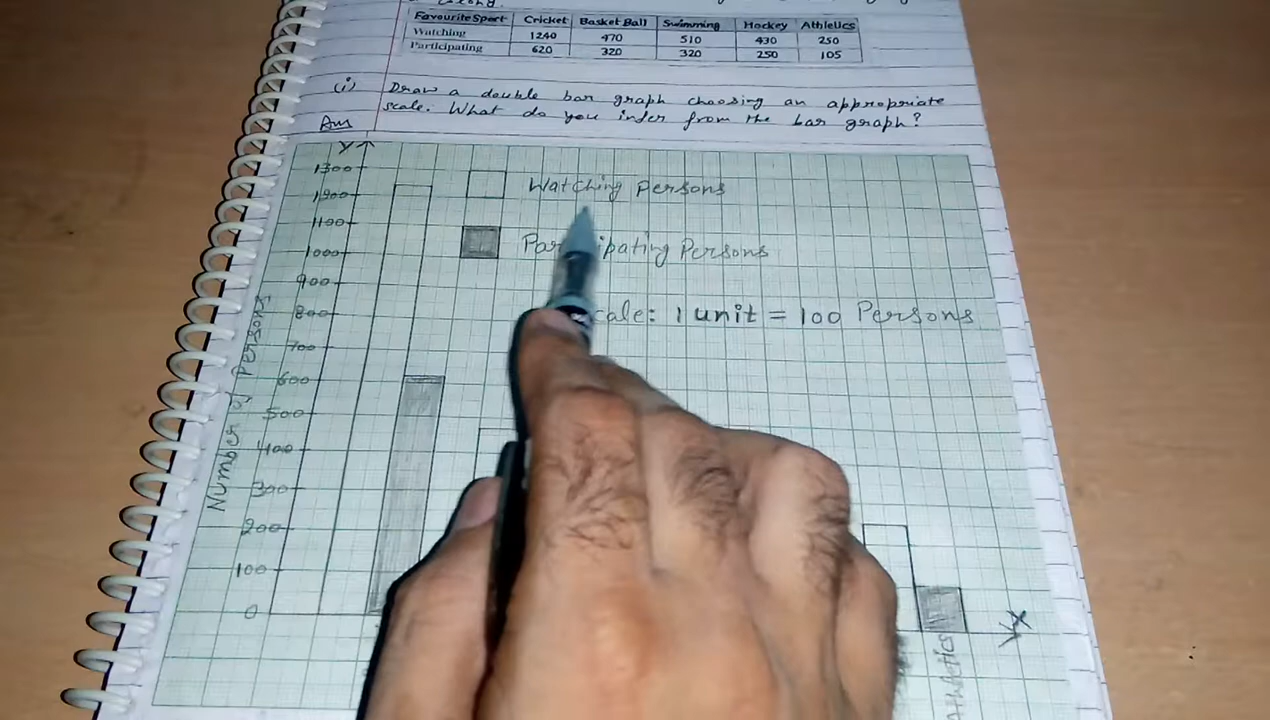 Favourite Sport Cricket Basket Ball Swimming Hockey Athletics
Watching 1240 470 510 430 250
Participating 620 320 320 250 105
(i) Draw a double bar graph choosing an appropriate
scale. What do you infer from the bar graph?
Ans
Y
1300
1200
1100
1000
900
800
700
600
500
400
300
200
100
0
Number of Persons
Watching Persons
Participating Persons
Scale: 1 unit = 100 Persons
X
Athletics